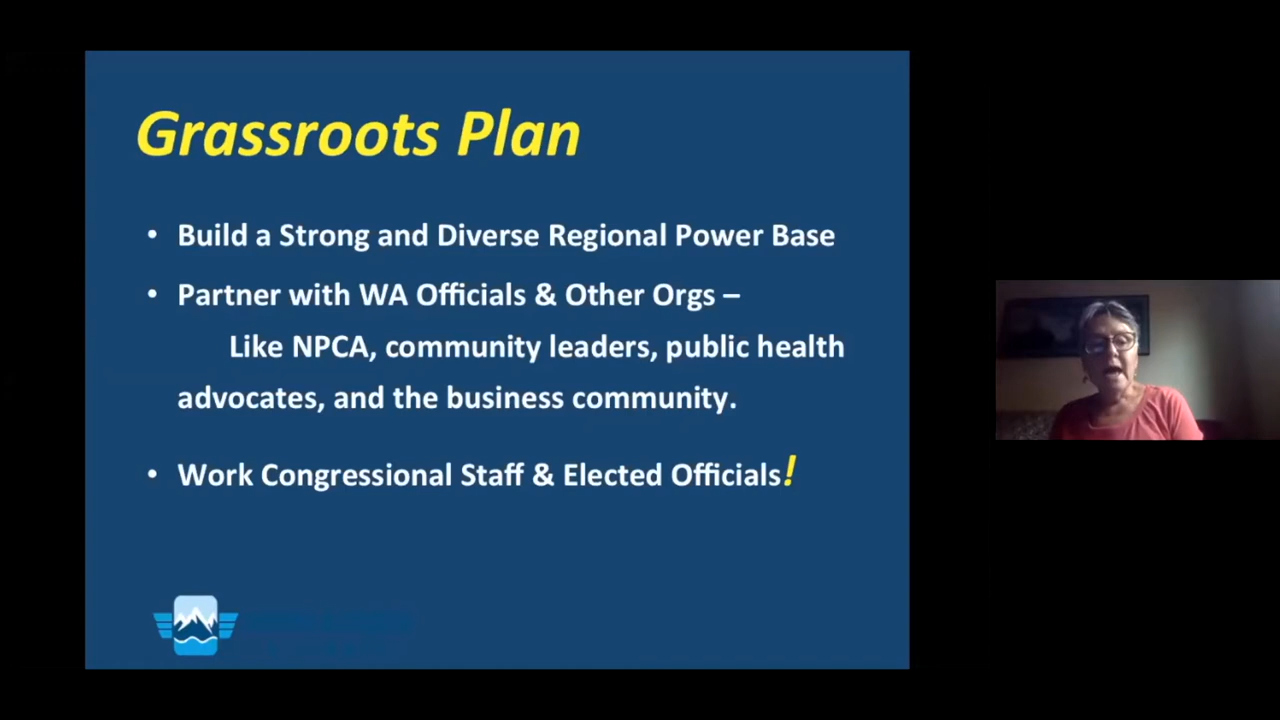 Grassroots Plan
• Build a Strong and Diverse Regional Power Base
• Partner with WA Officials & Other Orgs –
Like NPCA, community leaders, public health
advocates, and the business community.
• Work Congressional Staff & Elected Officials!